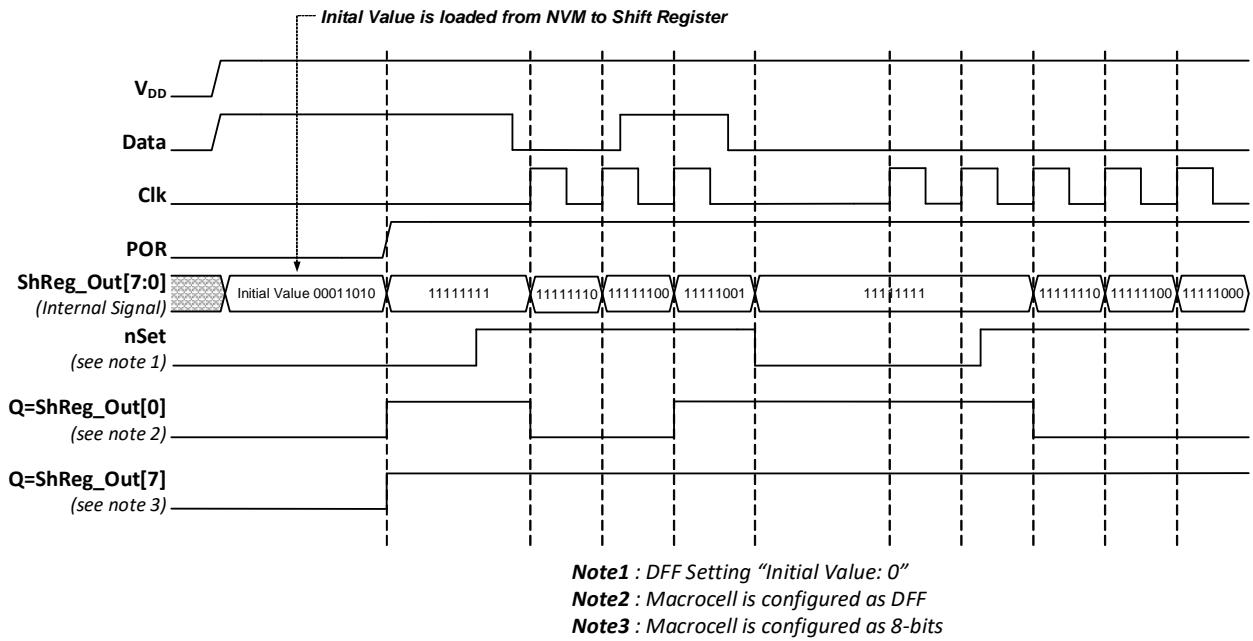 Inital Value is loaded from NVM to Shift Register
VDD
Data
Clk
POR
ShReg_Out[7:0]
(Internal Signal)
Initial Value 00011010 11111111 11111110 11111100 11111001 11111111 11111110 11111100 11111000
nSet
(see note 1)
Q=ShReg_Out[0]
(see note 2)
Q=ShReg_Out[7]
(see note 3)
Note1 : DFF Setting “Initial Value: 0”
Note2 : Macrocell is configured as DFF
Note3 : Macrocell is configured as 8-bits